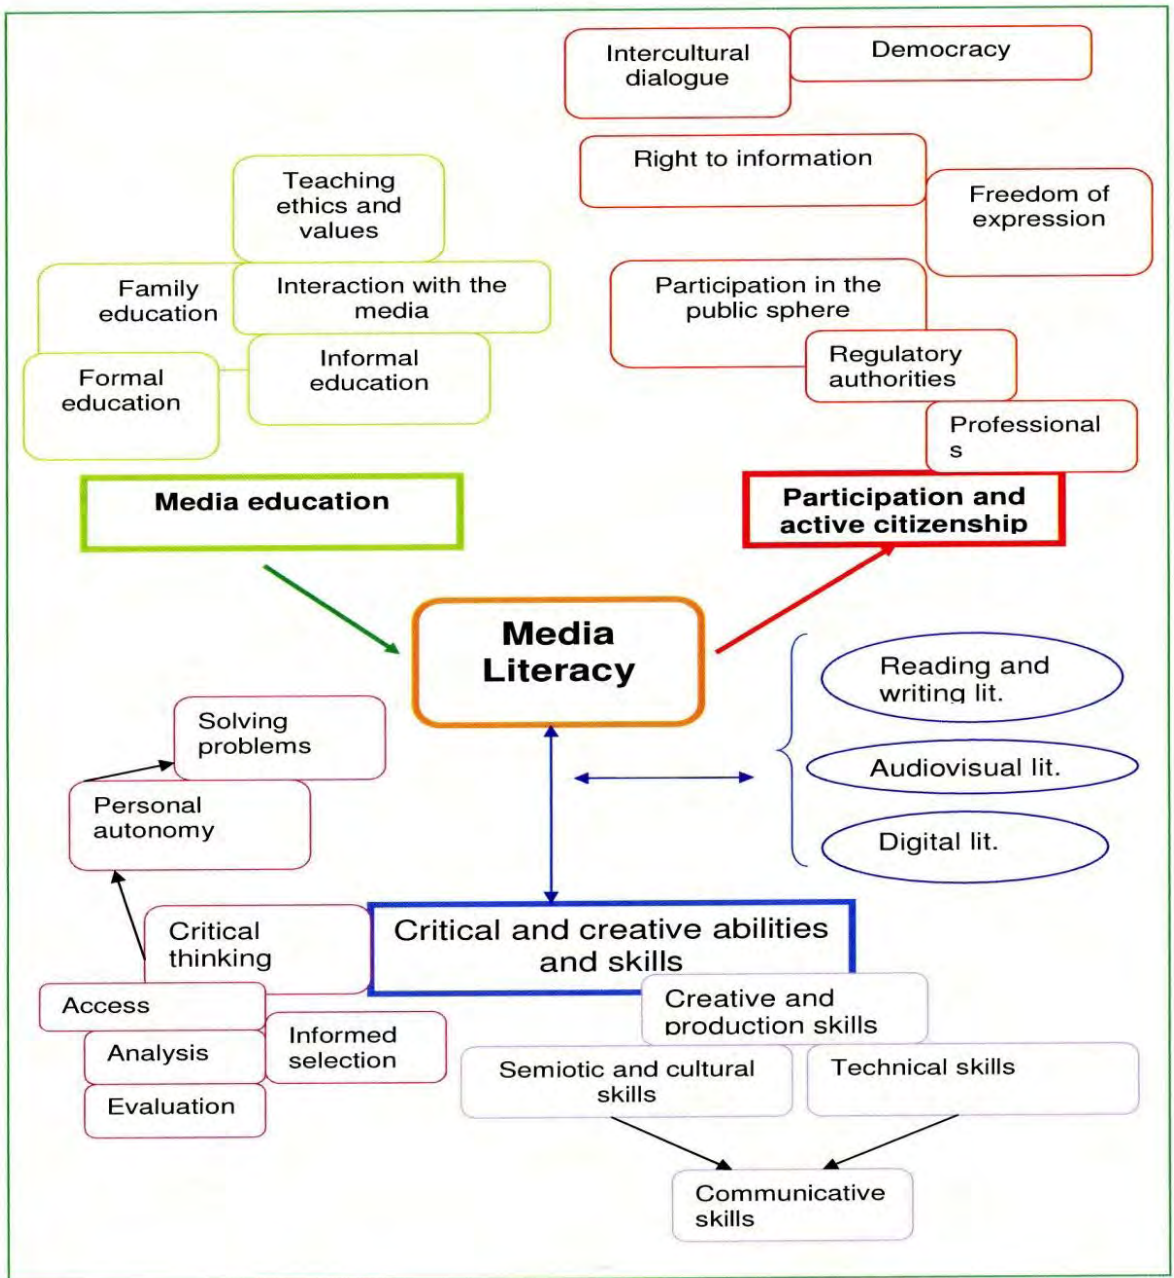 Intercultural
dialogue
Democracy
Right to information
Freedom of
expression
Participation in the
public sphere
Regulatory
authorities
Professional
s
Participation and
active citizenship
Teaching
ethics and
values
Family
education
Interaction with the
media
Formal
education
Informal
education
Media education
Media
Literacy
Reading and
writing lit.
Audiovisual lit.
Digital lit.
Solving
problems
Personal
autonomy
Critical
thinking
Access
Analysis
Informed
selection
Evaluation
Critical and creative abilities
and skills
Creative and
production skills
Semiotic and cultural
skills
Technical skills
Communicative
skills